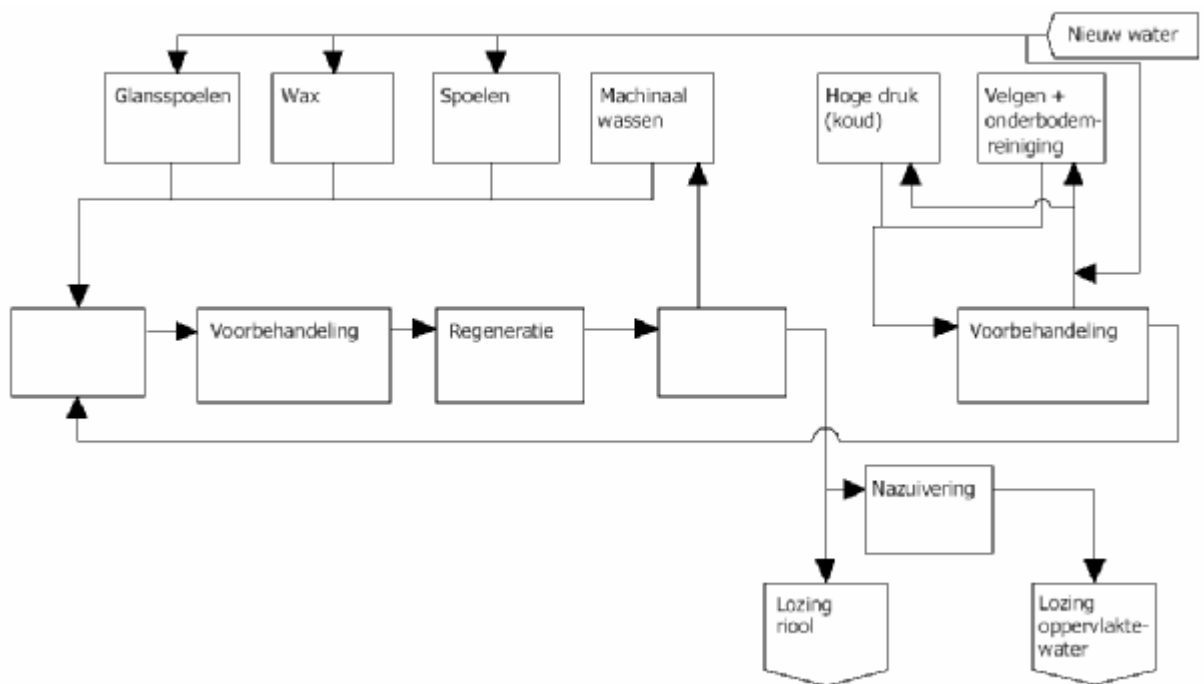 Nieuw water
Glansspoelen
Wax
Spoelen
Machinaal
wassen
Hoge druk
(koud)
Velgen +
onderbodem-
reiniging
Voorbehandeling
Regeneratie
Voorbehandeling
Nazuivering
Lozing
riool
Lozing
oppervlakte-
water